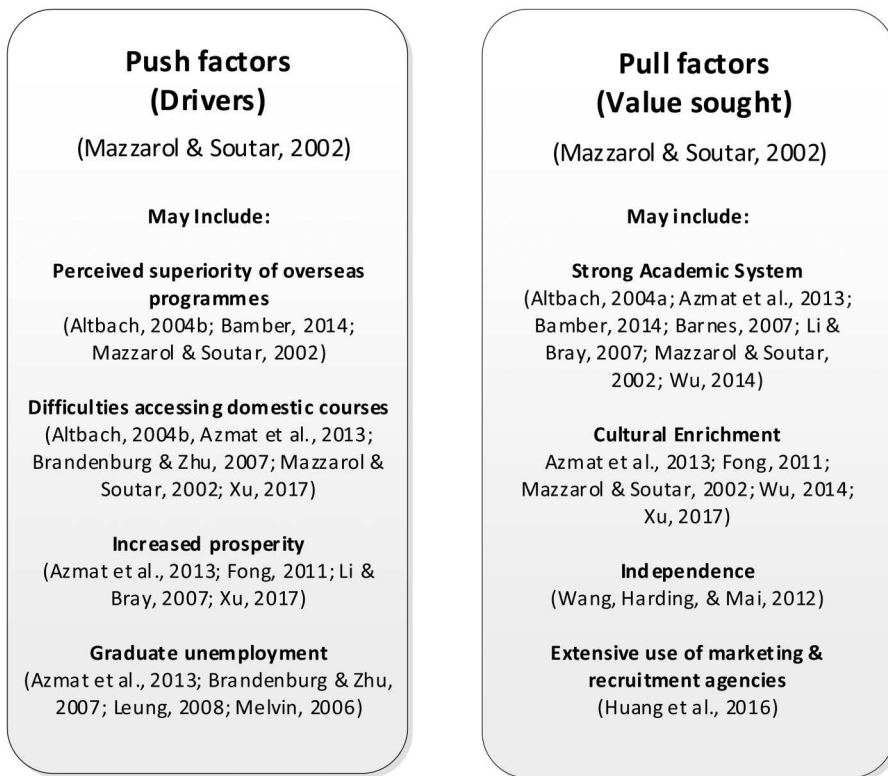 Push factors
(Drivers)
(Mazzarol & Soutar, 2002)
May Include:
Perceived superiority of overseas
programmes
(Altbach, 2004b; Bamber, 2014;
Mazzarol & Soutar, 2002)
Difficulties accessing domestic courses
(Altbach, 2004b, Azmat et al., 2013;
Brandenburg & Zhu, 2007; Mazzarol &
Soutar, 2002; Xu, 2017)
Increased prosperity
(Azmat et al., 2013; Fong, 2011; Li &
Bray, 2007; Xu, 2017)
Graduate unemployment
(Azmat et al., 2013; Brandenburg & Zhu,
2007; Leung, 2008; Melvin, 2006)
Pull factors
(Value sought)
(Mazzarol & Soutar, 2002)
May include:
Strong Academic System
(Altbach, 2004a; Azmat et al., 2013;
Bamber, 2014; Barnes, 2007; Li &
Bray, 2007; Mazzarol & Soutar,
2002; Wu, 2014)
Cultural Enrichment
Azmat et al., 2013; Fong, 2011;
Mazzarol & Soutar, 2002; Wu, 2014;
Xu, 2017)
Independence
(Wang, Harding, & Mai, 2012)
Extensive use of marketing &
recruitment agencies
(Huang et al., 2016)